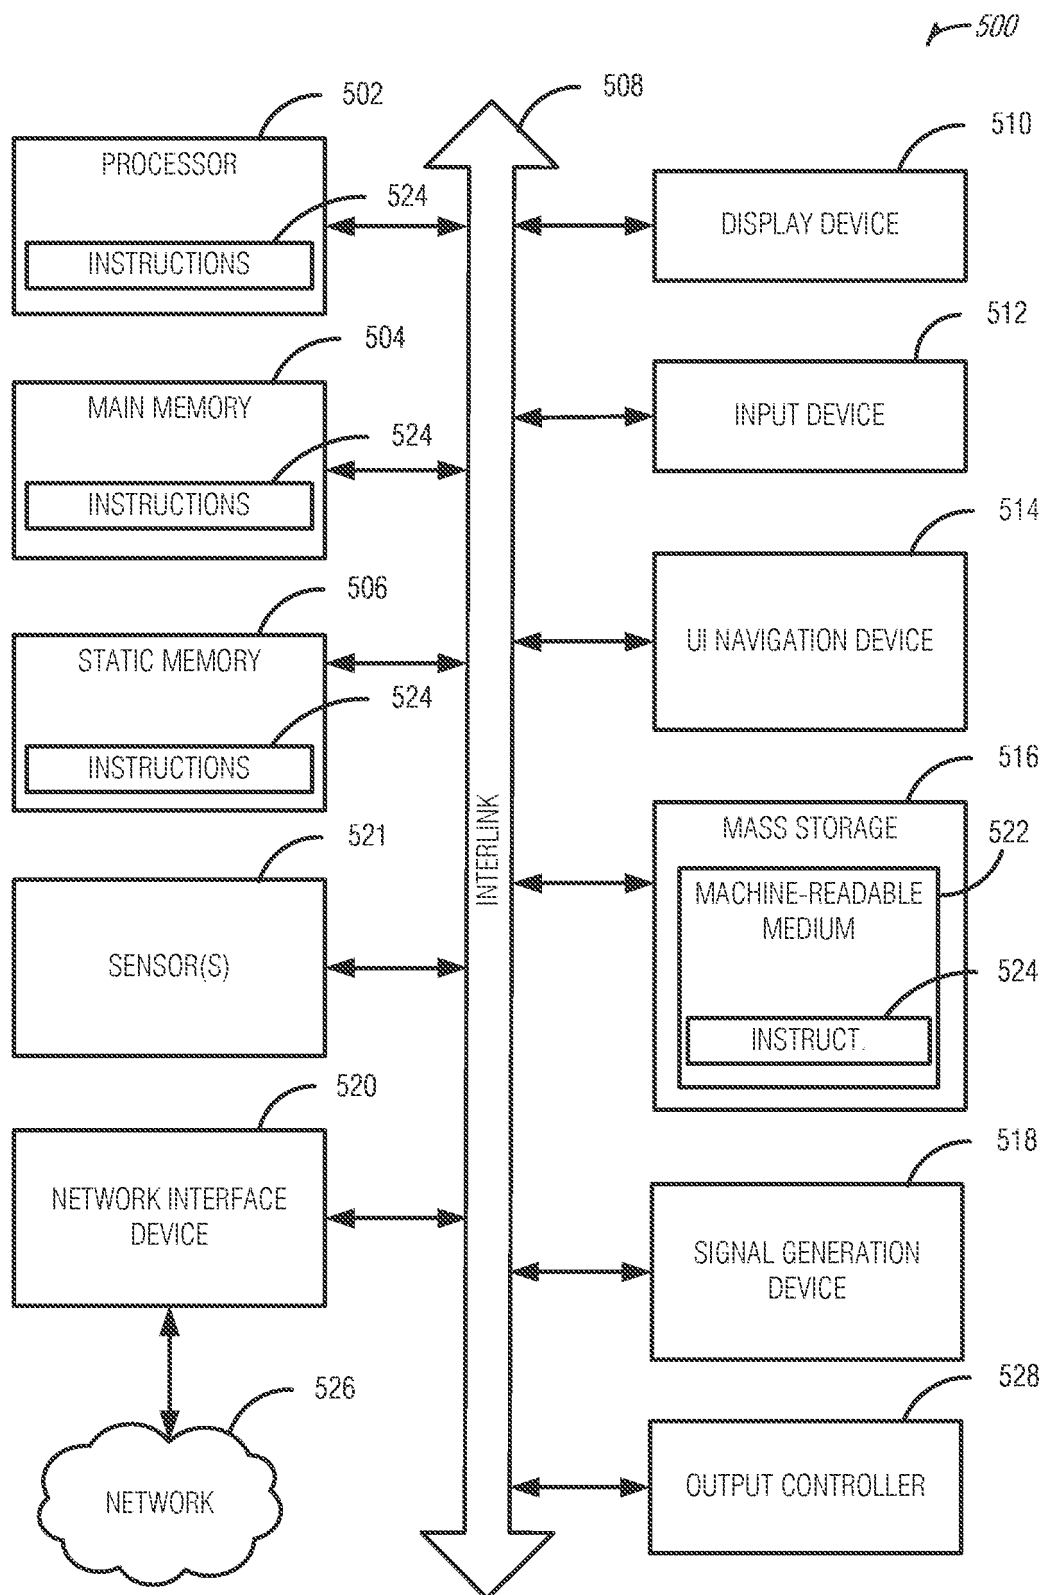 500
502
PROCESSOR
524
INSTRUCTIONS
504
MAIN MEMORY
524
INSTRUCTIONS
506
STATIC MEMORY
524
INSTRUCTIONS
521
SENSOR(S)
520
NETWORK INTERFACE
DEVICE
526
NETWORK
508
INTERLINK
510
DISPLAY DEVICE
512
INPUT DEVICE
514
UI NAVIGATION DEVICE
516
MASS STORAGE
522
MACHINE-READABLE
MEDIUM
524
INSTRUCT.
518
SIGNAL GENERATION
DEVICE
528
OUTPUT CONTROLLER